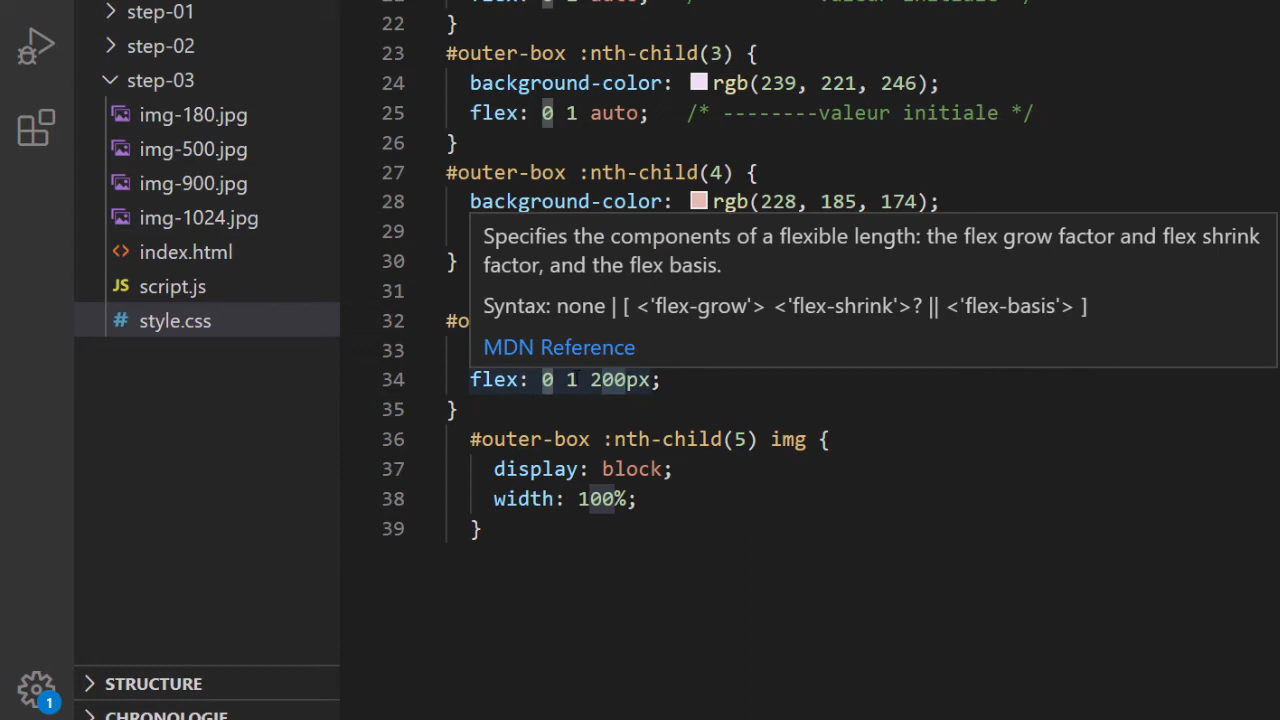 step-01
step-02
step-03
img-180.jpg
img-500.jpg
img-900.jpg
img-1024.jpg
index.html
JS script.js
# style.css
STRUCTURE
CHRONOLOGIE
1
22 }
23 #outer-box :nth-child(3) {
24 background-color: rgb(239, 221, 246);
25 flex: 0 1 auto; /* --------valeur initiale */
26 }
27 #outer-box :nth-child(4) {
28 background-color: rgb(228, 185, 174);
29
30 }
31
32 #o
33
34 flex: 0 1 200px;
35 }
36 #outer-box :nth-child(5) img {
37 display: block;
38 width: 100%;
39 }
Specifies the components of a flexible length: the flex grow factor and flex shrink
factor, and the flex basis.
Syntax: none | [ <'flex-grow'> <'flex-shrink'>? || <'flex-basis'> ]
MDN Reference